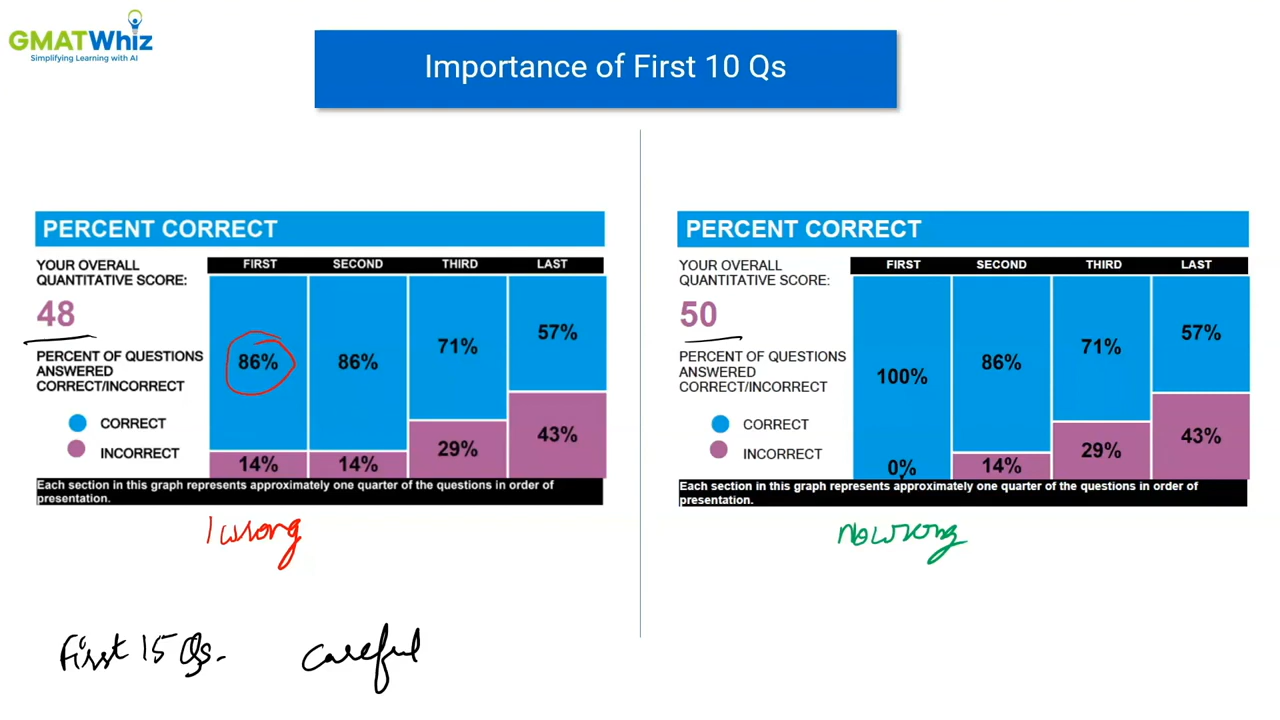 GMATWhiz
Simplifying Learning with AI
Importance of First 10 Qs
PERCENT CORRECT
YOUR OVERALL
QUANTITATIVE SCORE:
48
PERCENT OF QUESTIONS
ANSWERED
CORRECT/INCORRECT
CORRECT
INCORRECT
FIRST SECOND THIRD LAST
86% 86% 71% 57%
14% 14% 29% 43%
Each section in this graph represents approximately one quarter of the questions in order of
presentation.
1 wrong
First 15 Qs. careful
PERCENT CORRECT
YOUR OVERALL
QUANTITATIVE SCORE:
50
PERCENT OF QUESTIONS
ANSWERED
CORRECT/INCORRECT
CORRECT
INCORRECT
FIRST SECOND THIRD LAST
100% 86% 71% 57%
0% 14% 29% 43%
Each section in this graph represents approximately one quarter of the questions in order of
presentation.
No wrong